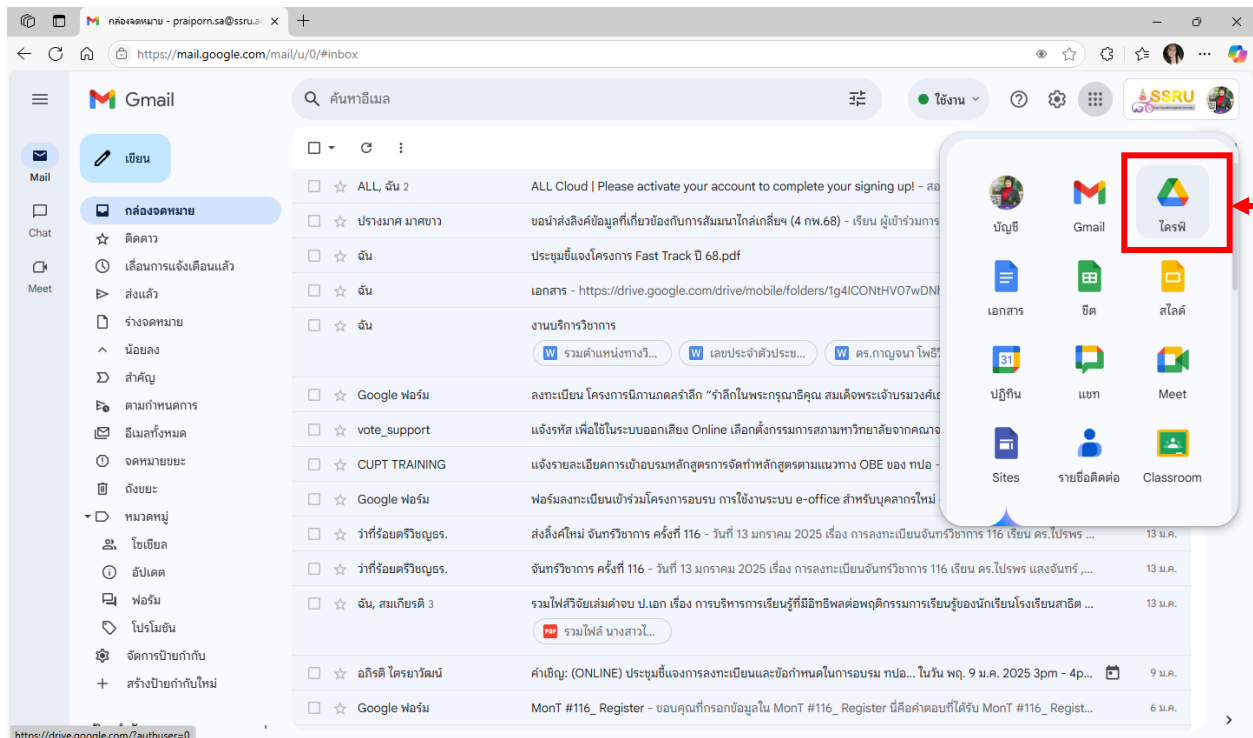 กล่องจดหมาย - praiporn.sa@ssru.ac
https://mail.google.com/mail/u/0/#inbox
Gmail
ค้นหาอีเมล
ใช้งาน
SSRU
เขียน
Mail
Chat
Meet
กล่องจดหมาย
ติดดาว
เลื่อนการแจ้งเตือนแล้ว
ส่งแล้ว
ร่างจดหมาย
น้อยลง
สำคัญ
ตามกำหนดการ
อีเมลทั้งหมด
จดหมายขยะ
ถังขยะ
หมวดหมู่
โซเชียล
อัปเดต
ฟอรัม
โปรโมชัน
จัดการป้ายกำกับ
สร้างป้ายกำกับใหม่
ALL, ฉัน 2 ALL Cloud | Please activate your account to complete your signing up! - สอ
ปรางมาศ มาศขาว ขอนำส่งลิงค์ข้อมูลที่เกี่ยวข้องกับการสัมมนาไกล่เกลี่ยฯ (4 กพ.68) - เรียน ผู้เข้าร่วมการ
ฉัน ประชุมชี้แจงโครงการ Fast Track ปี 68.pdf
ฉัน เอกสาร - https://drive.google.com/drive/mobile/folders/1g4ICONtHV07wDN
ฉัน งานบริการวิชาการ
รวมตำแหน่งทางวิ... เลขประจำตัวประช... ดร.กาญจนา โพธิ
Google ฟอร์ม ลงทะเบียน โครงการนิภานภดลรำลึก “รำลึกในพระกรุณาธิคุณ สมเด็จพระเจ้าบรมวงศ์เธ
vote_support แจ้งรหัส เพื่อใช้ในระบบออกเสียง Online เลือกตั้งกรรมการสภามหาวิทยาลัยจากคณาจ
CUPT TRAINING แจ้งรายละเอียดการเข้าอบรมหลักสูตรการจัดทำหลักสูตรตามแนวทาง OBE ของ ทปอ -
Google ฟอร์ม ฟอร์มลงทะเบียนเข้าร่วมโครงการอบรม การใช้งานระบบ e-office สำหรับบุคลากรใหม่
ว่าที่ร้อยตรีวิชญธร. ส่งลิ้งค์ใหม่ จันทร์วิชาการ ครั้งที่ 116 - วันที่ 13 มกราคม 2025 เรื่อง การลงทะเบียนจันทร์วิชาการ 116 เรียน ดร.ไปรพร ... 13 ม.ค.
ว่าที่ร้อยตรีวิชญธร. จันทร์วิชาการ ครั้งที่ 116 - วันที่ 13 มกราคม 2025 เรื่อง การลงทะเบียนจันทร์วิชาการ 116 เรียน ดร.ไปรพร แสงจันทร์ ,... 13 ม.ค.
ฉัน, สมเกียรติ 3 รวมไฟล์วิจัยเล่มดำจบ ป.เอก เรื่อง การบริหารการเรียนรู้ที่มีอิทธิพลต่อพฤติกรรมการเรียนรู้ของนักเรียนโรงเรียนสาธิต ... 13 ม.ค.
PDF รวมไฟล์ นางสาวไ...
อภิรติ ไตรยาวัฒน์ คำเชิญ: (ONLINE) ประชุมชี้แจงการลงทะเบียนและข้อกำหนดในการอบรม ทปอ... ในวัน พฤ. 9 ม.ค. 2025 3pm - 4p... 9 ม.ค.
Google ฟอร์ม MonT #116_ Register - ขอบคุณที่กรอกข้อมูลใน MonT #116_ Register นี่คือคำตอบที่ได้รับ MonT #116_ Regist... 6 ม.ค.
บัญชี Gmail ไดรฟ์
เอกสาร ชีต สไลด์
31
ปฏิทิน แชท Meet
Sites รายชื่อติดต่อ Classroom
https://drive.google.com/?authuser=0